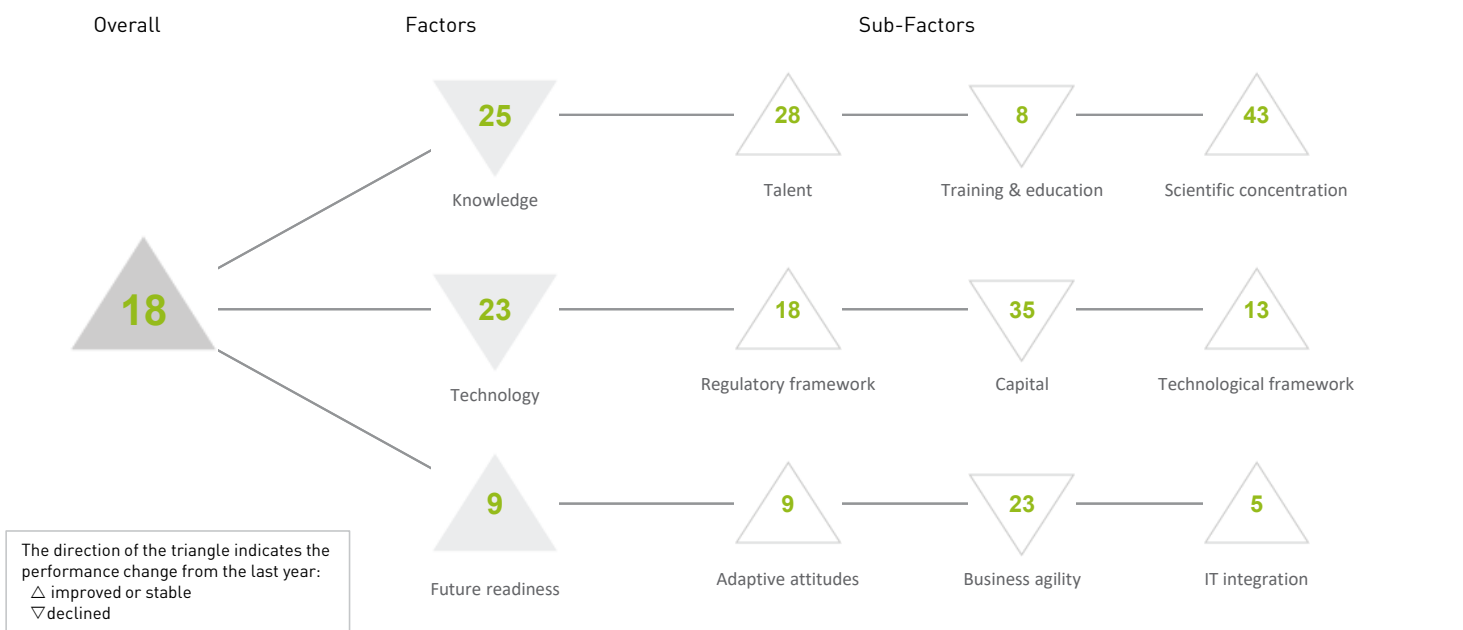 Overall
Factors
Sub-Factors
25
28
8
43
Knowledge
Talent
Training & education
Scientific concentration
18
23
18
35
13
Technology
Regulatory framework
Capital
Technological framework
9
9
23
5
Future readiness
Adaptive attitudes
Business agility
IT integration
The direction of the triangle indicates the
performance change from the last year:
△ improved or stable
▽ declined